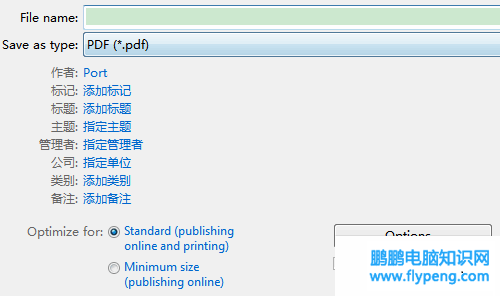 File name:
Save as type: PDF (*.pdf)
作者: Port
标记: 添加标记
标题: 添加标题
主题: 指定主题
管理者: 指定管理者
公司: 指定单位
类别: 添加类别
备注: 添加备注
Optimize for: Standard (publishing
online and printing)
Options...
Minimum size
(publishing online)
鹏鹏电脑知识网
www.flypeng.com